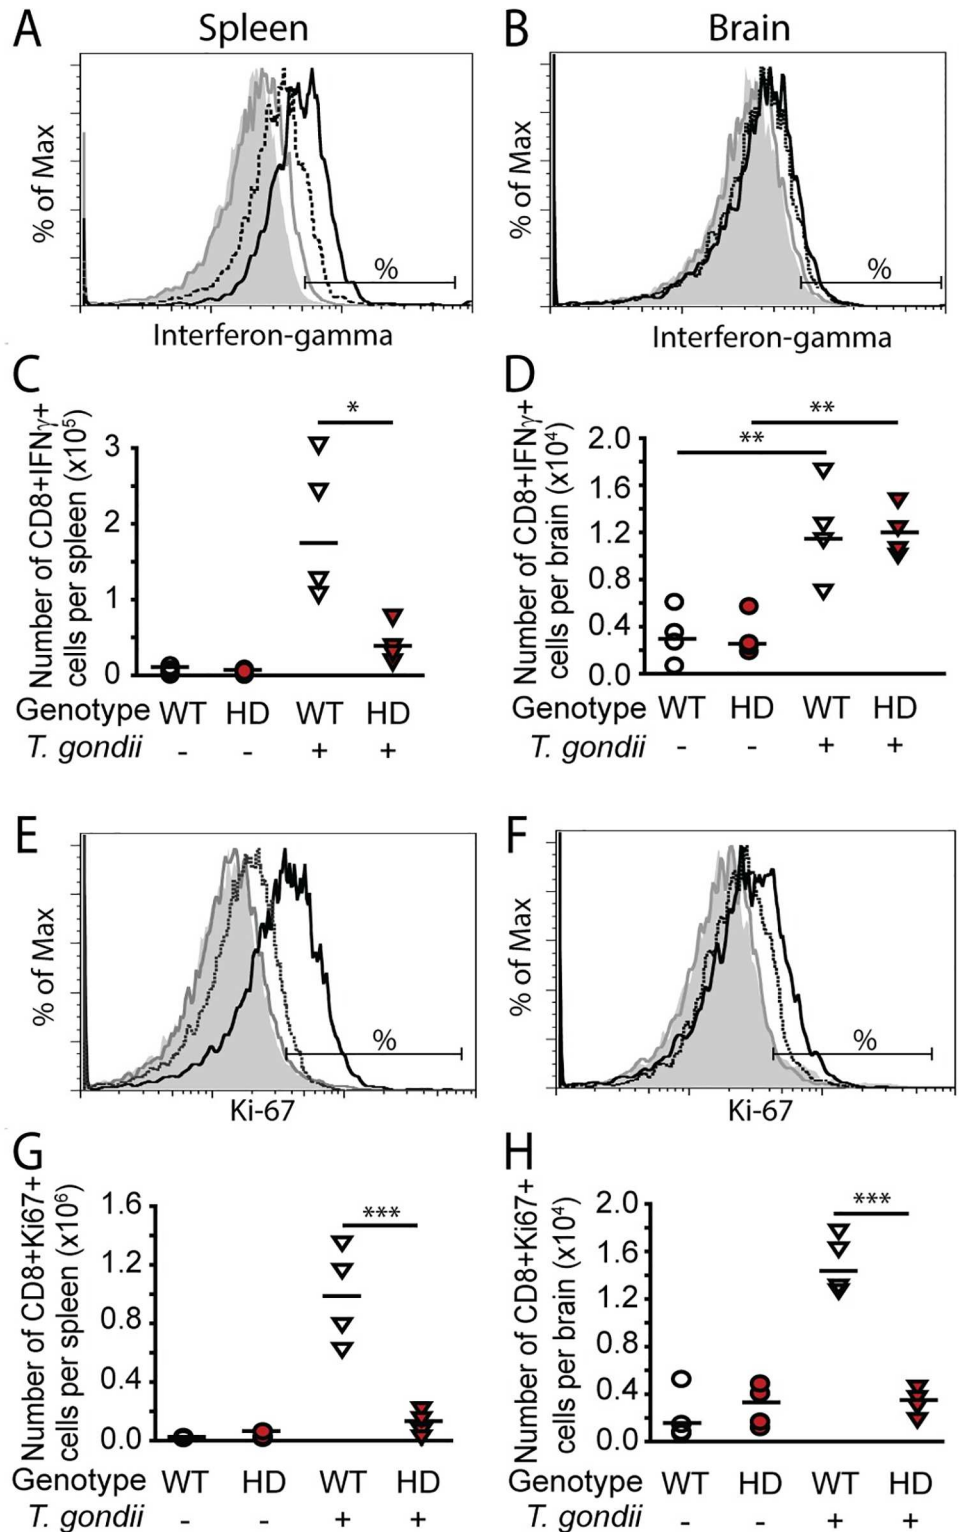 A Spleen
B Brain
% of Max
%
Interferon-gamma
% of Max
%
Interferon-gamma
C
Number of CD8+IFNγ+
cells per spleen (x10⁵)
3
2
1
0
*
Genotype WT HD WT HD
T. gondii - - + +
D
Number of CD8+IFNγ+
cells per brain (x10⁴)
2.0
1.6
1.2
0.8
0.4
0.0
**
**
Genotype WT HD WT HD
T. gondii - - + +
E
% of Max
%
Ki-67
F
% of Max
%
Ki-67
G
Number of CD8+Ki67+
cells per spleen (x10⁶)
1.6
1.2
0.8
0.4
0.0
***
Genotype WT HD WT HD
T. gondii - - + +
H
Number of CD8+Ki67+
cells per brain (x10⁴)
2.0
1.6
1.2
0.8
0.4
0.0
***
Genotype WT HD WT HD
T. gondii - - + +